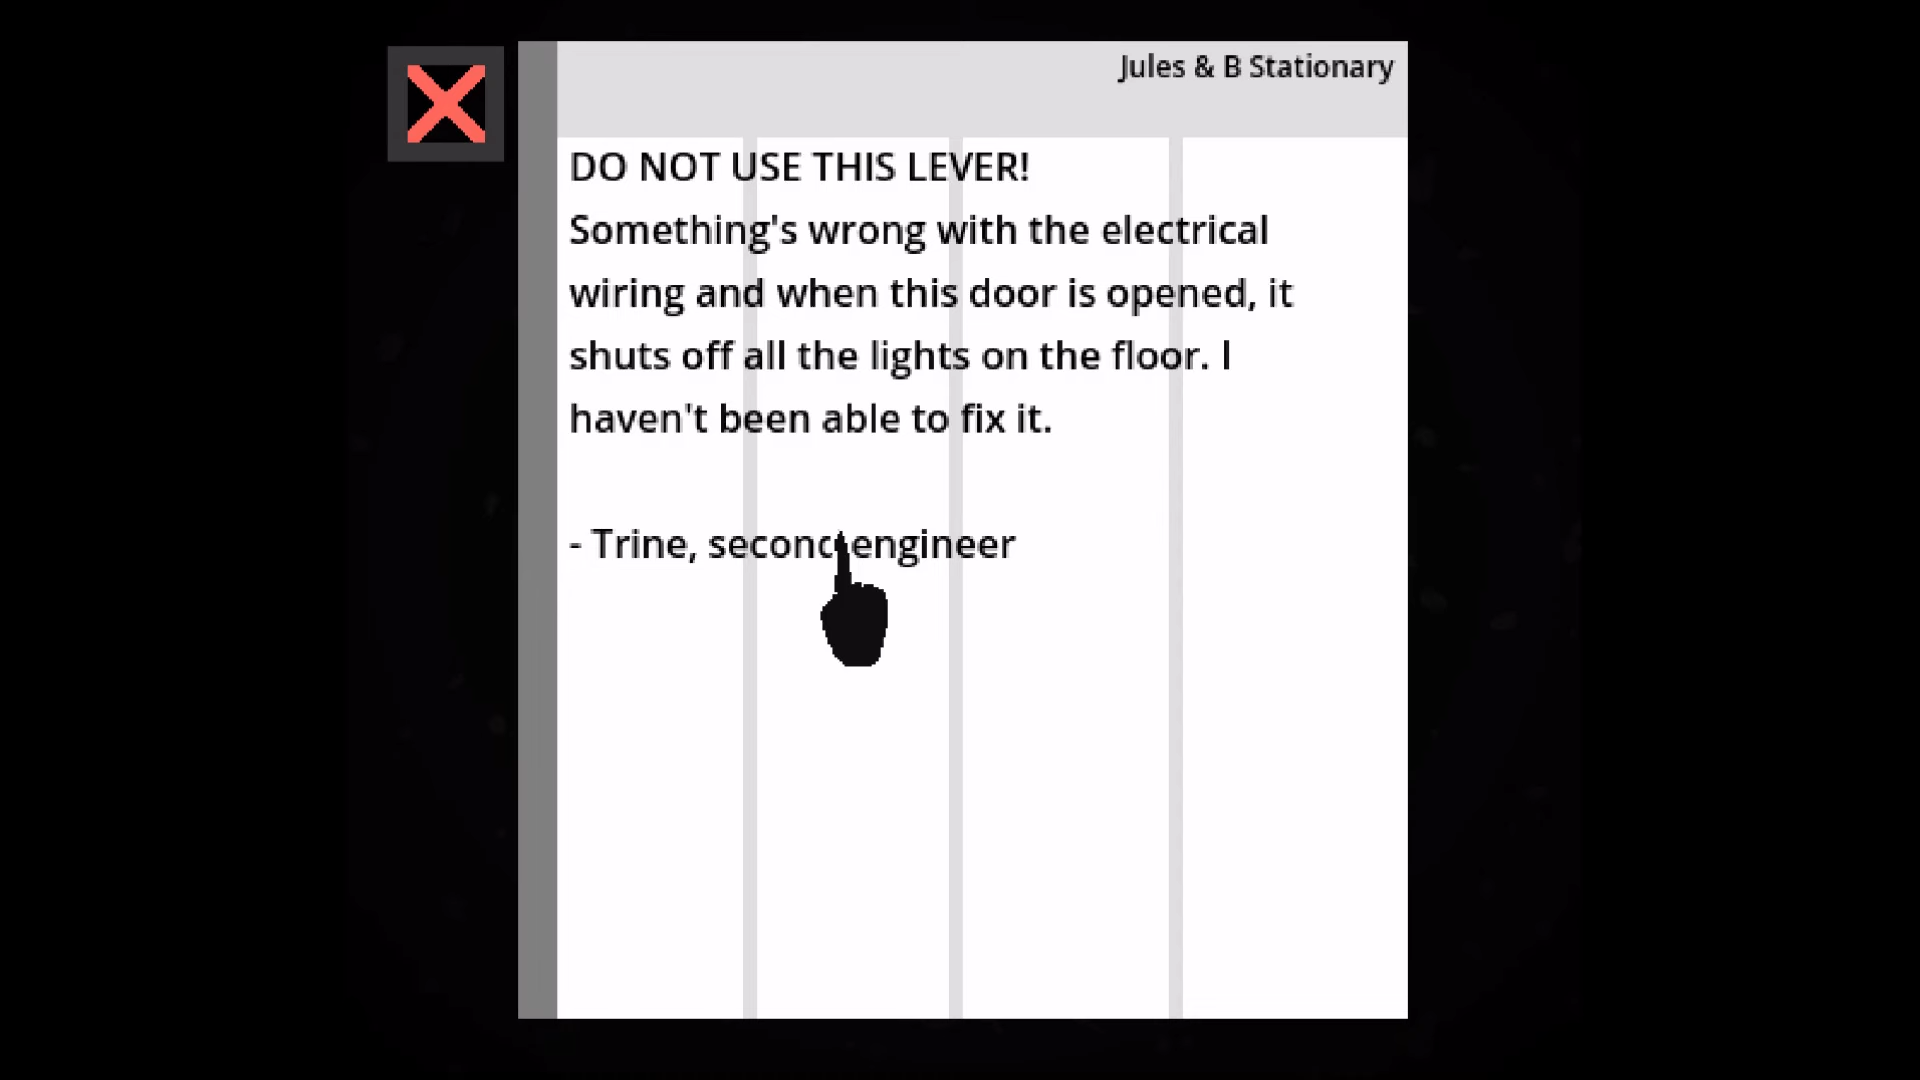 Jules & B Stationary
DO NOT USE THIS LEVER!
Something's wrong with the electrical
wiring and when this door is opened, it
shuts off all the lights on the floor. I
haven't been able to fix it.
- Trine, second engineer